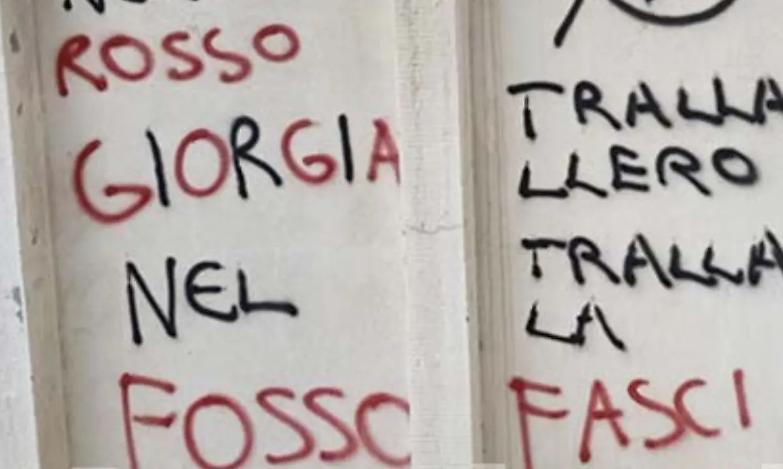 ROSSO
GIORGIA
NEL
FOSSO
TRALLA
LLERO
TRALLA
LA
FASCI